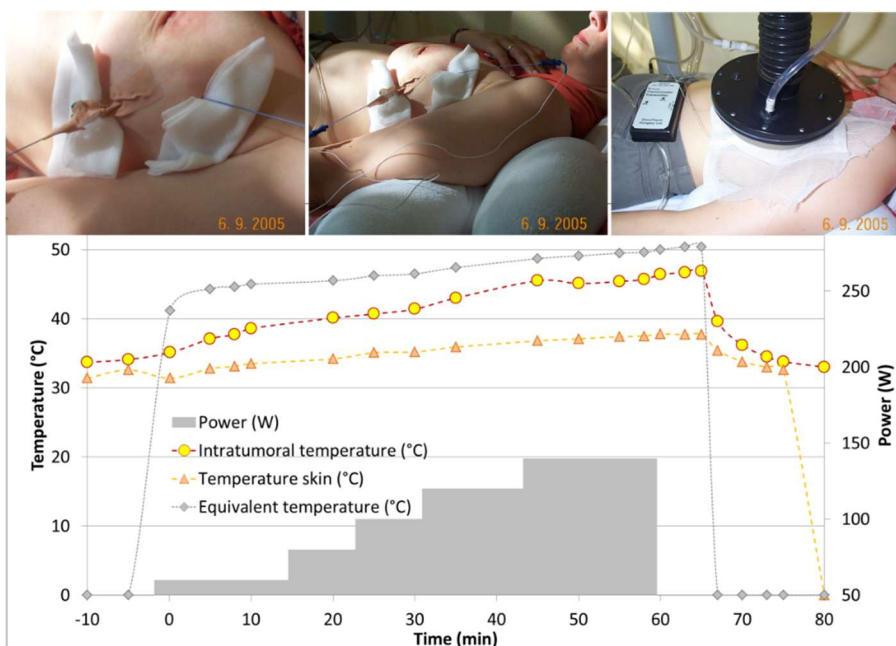 6. 9. 2005
6. 9. 2005
6. 9. 2005
50
40
30
20
10
0
Temperature (°C)
Power (W)
Intratumoral temperature (°C)
Temperature skin (°C)
Equivalent temperature (°C)
250
200
150
100
50
Power (W)
-10
0
10
20
30
40
50
60
70
80
Time (min)